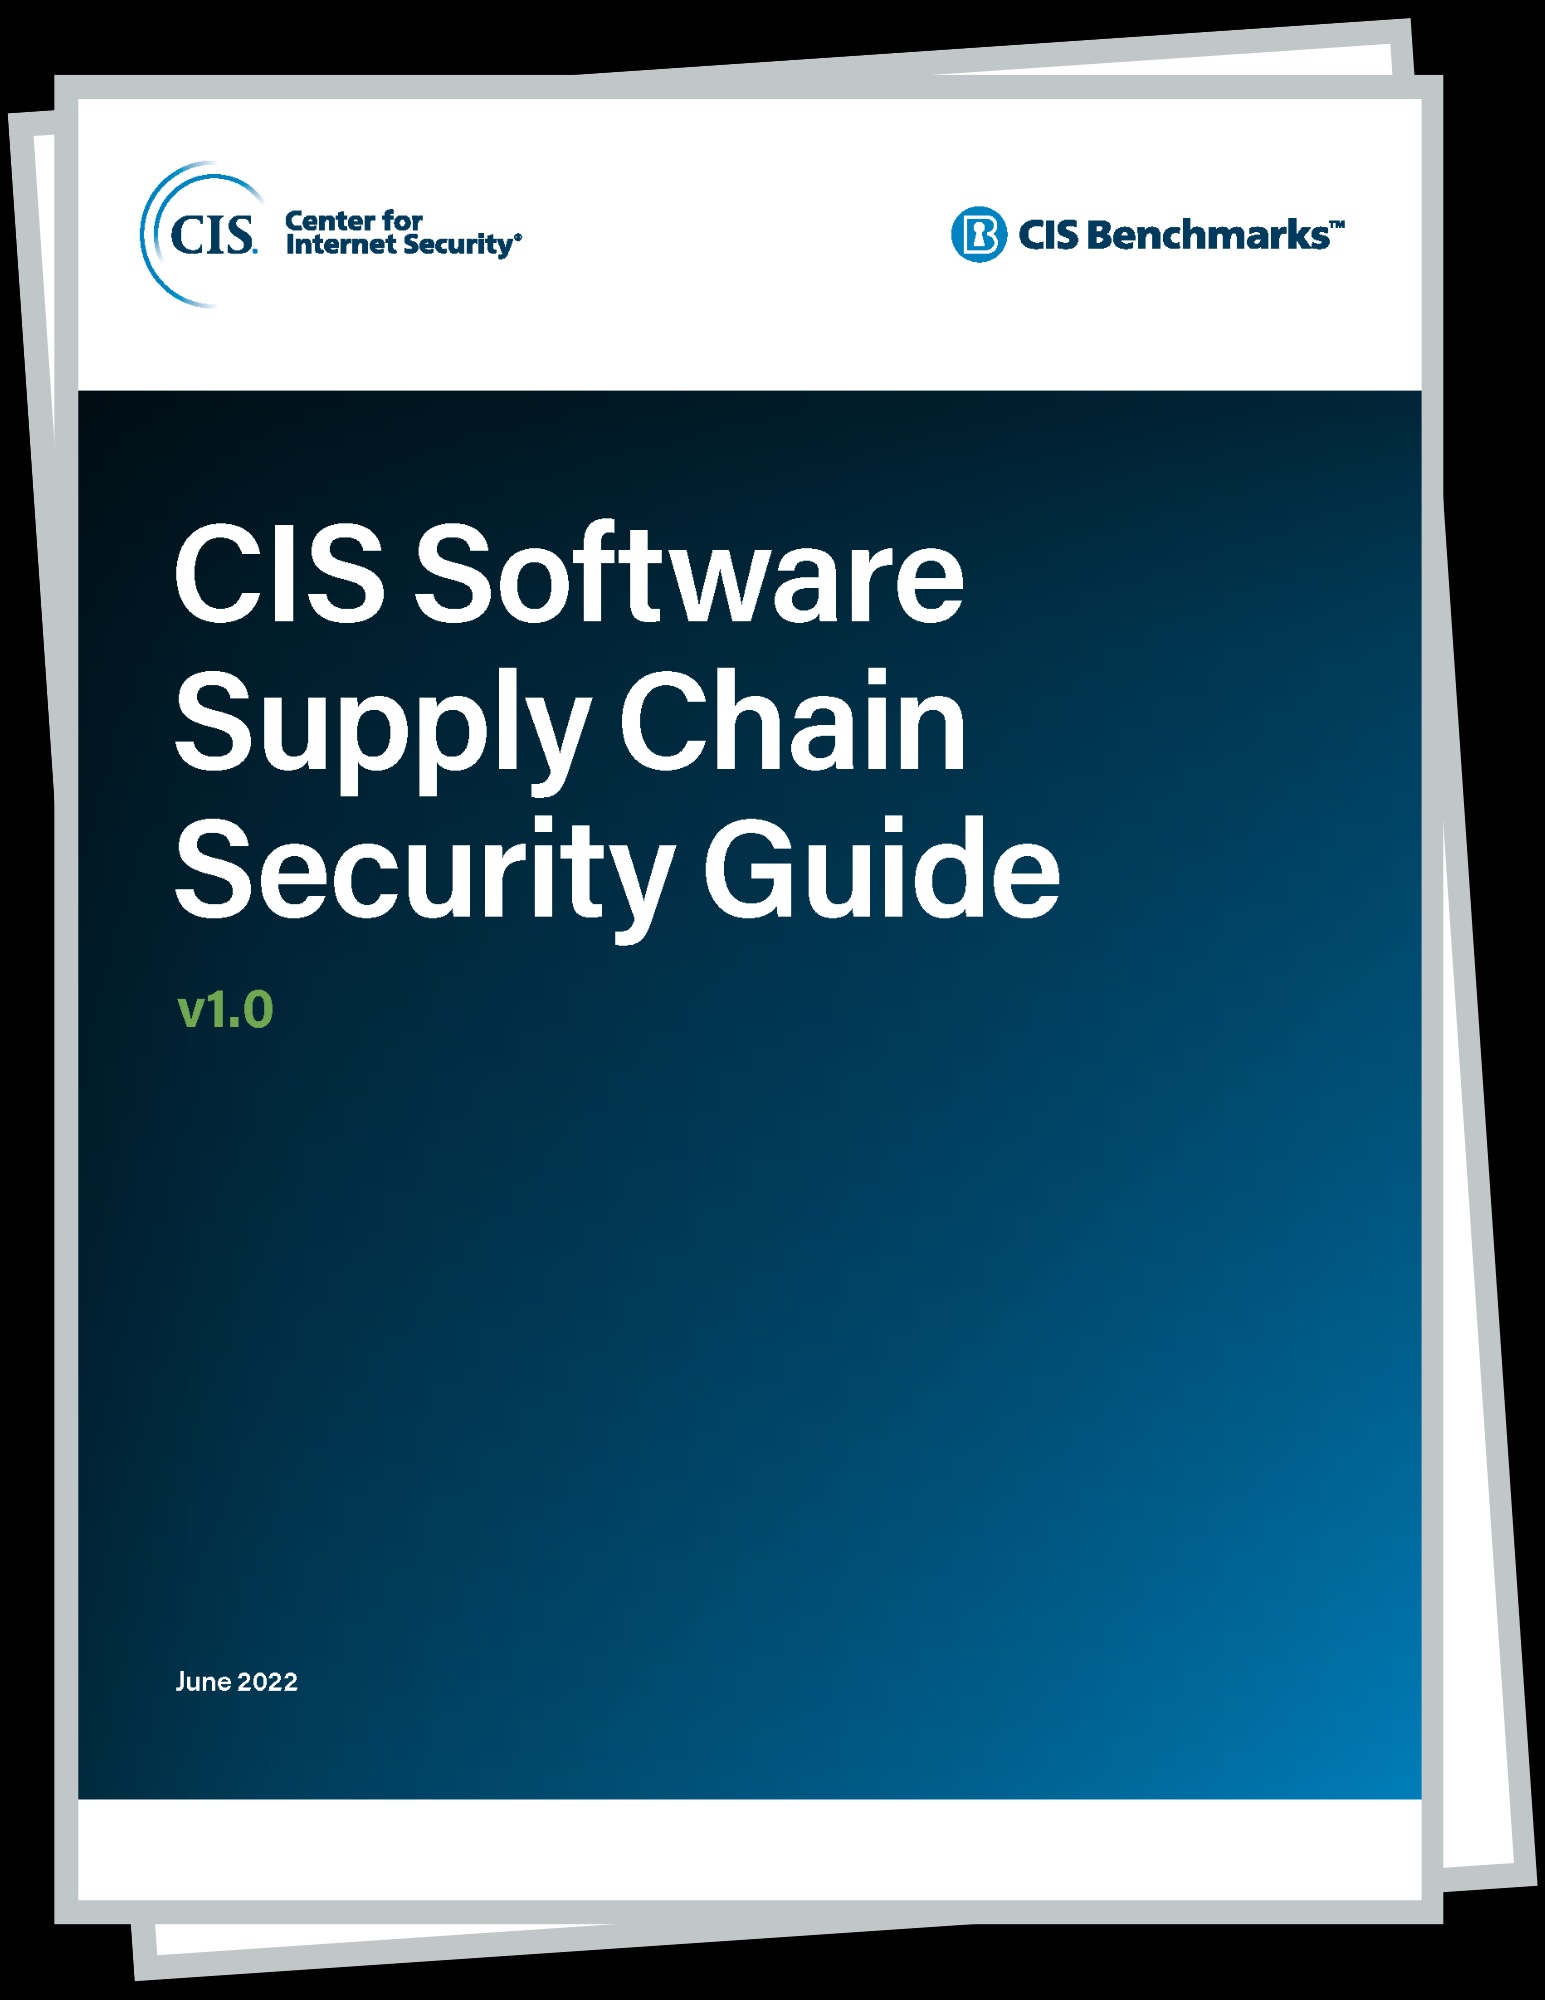 CIS.
Center for
Internet Security®
CIS Benchmarks™
CIS Software
Supply Chain
Security Guide
v1.0
June 2022